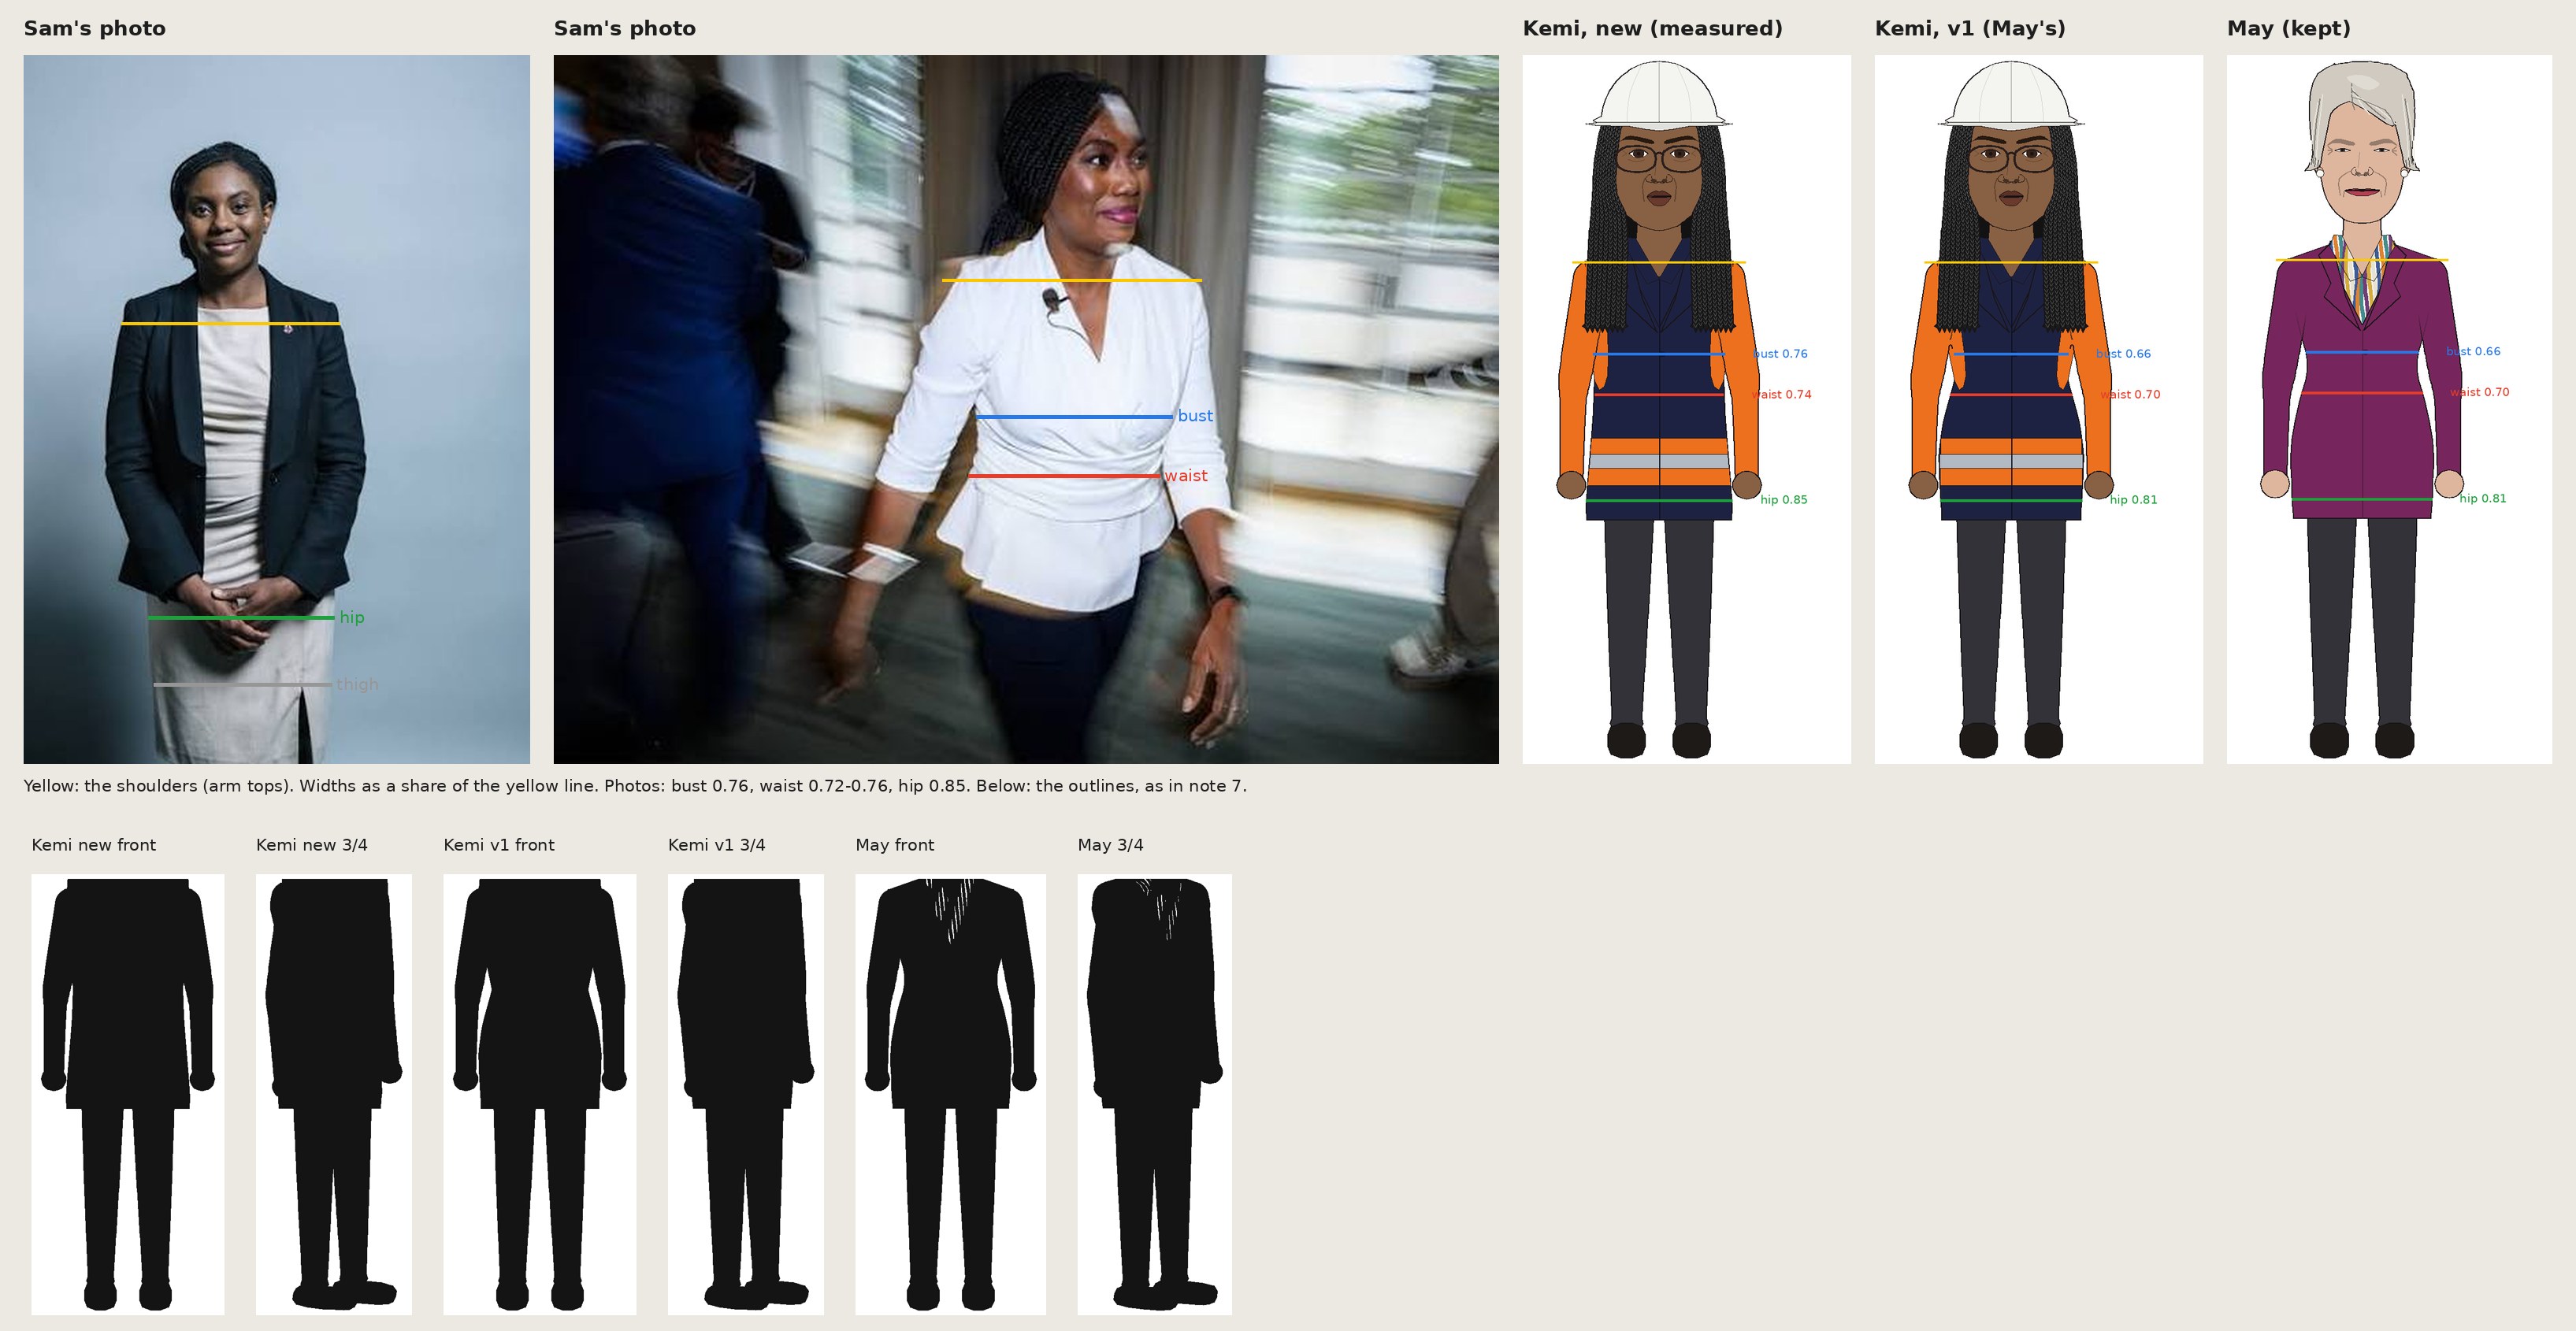 Sam's photo
Sam's photo
Kemi, new (measured)
Kemi, v1 (May's)
May (kept)
bust
waist
hip
thigh
bust 0.76
waist 0.74
hip 0.85
bust 0.66
waist 0.70
hip 0.81
bust 0.66
waist 0.70
hip 0.81
Yellow: the shoulders (arm tops). Widths as a share of the yellow line. Photos: bust 0.76, waist 0.72-0.76, hip 0.85. Below: the outlines, as in note 7.
Kemi new front
Kemi new 3/4
Kemi v1 front
Kemi v1 3/4
May front
May 3/4